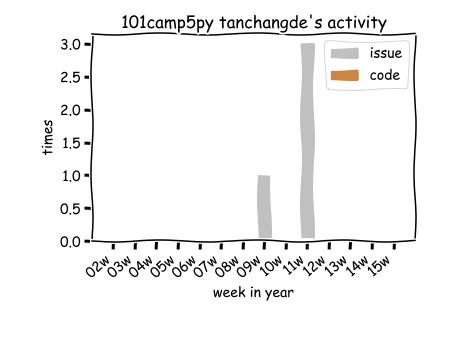 101camp5py tanchangde's activity
3.0
2.5
2.0
1.5
1.0
0.5
0.0
times
issue
code
02w 03w 04w 05w 06w 07w 08w 09w 10w 11w 12w 13w 14w 15w
week in year